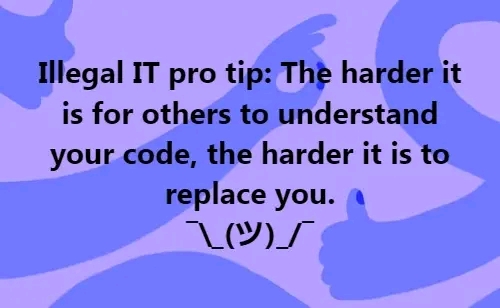 Illegal IT pro tip: The harder it
is for others to understand
your code, the harder it is to
replace you.
¯\_(ツ)_/¯